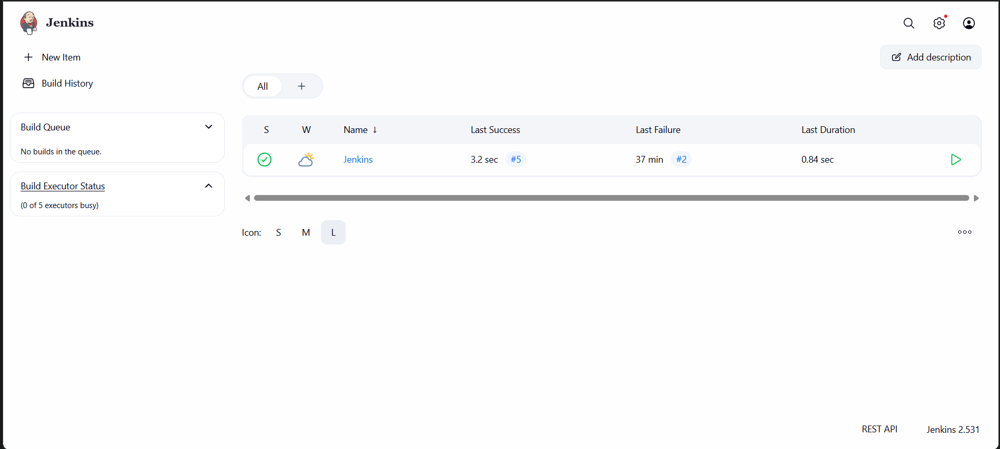 Jenkins
New Item
Add description
Build History
All
Build Queue
No builds in the queue.
Build Executor Status
(0 of 5 executors busy)
S W Name ↓ Last Success Last Failure Last Duration
Jenkins 3.2 sec #5 37 min #2 0.84 sec
Icon: S M L
REST API Jenkins 2.531